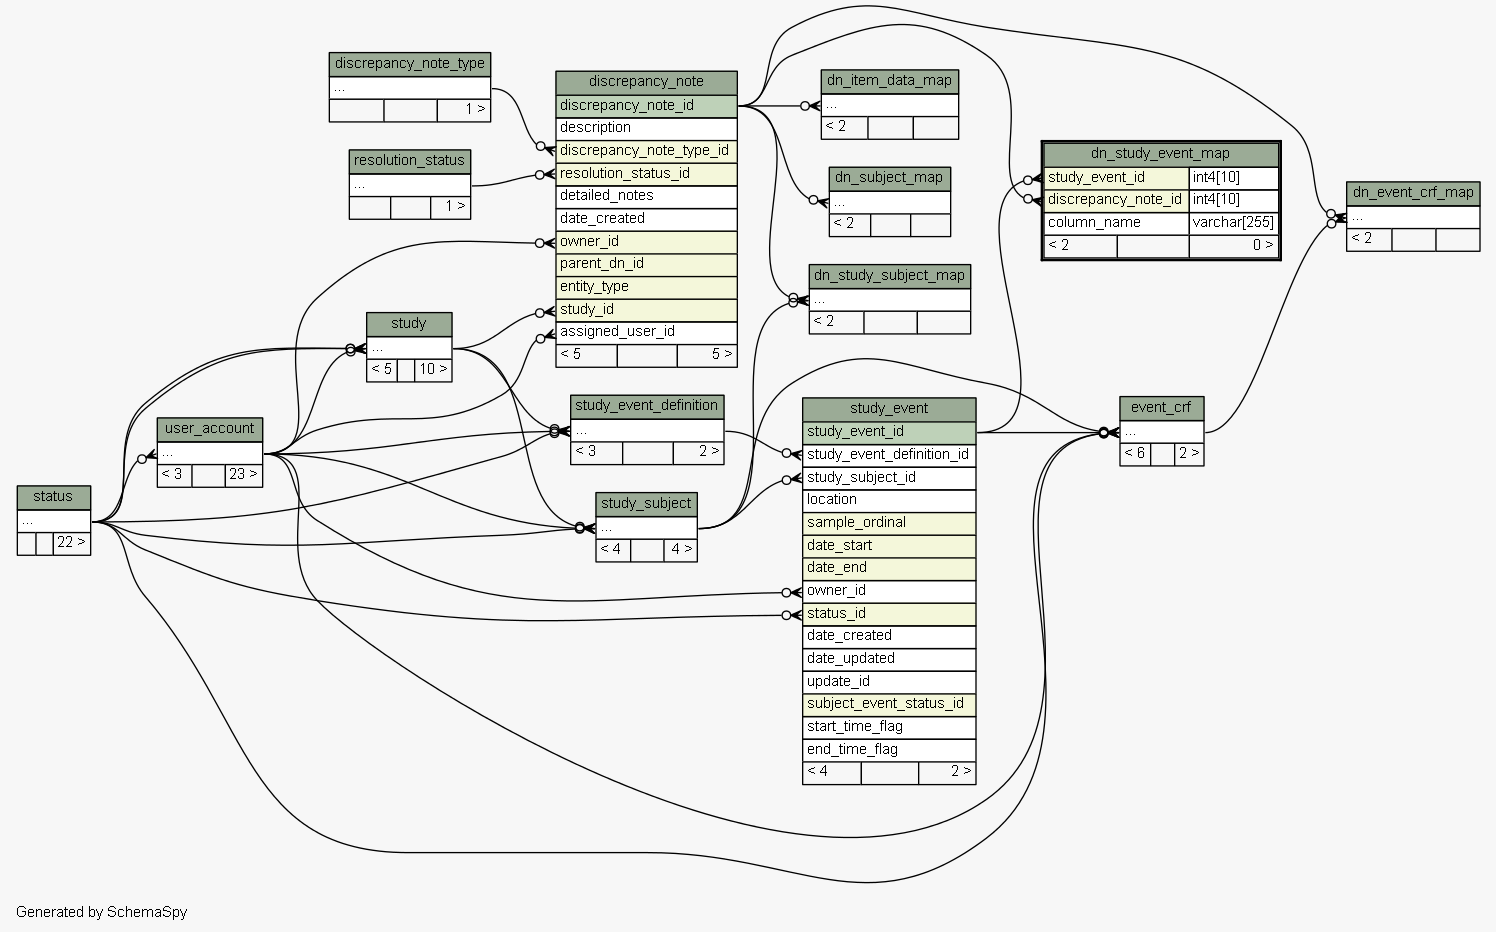 discrepancy_note_type
...
1 >
resolution_status
...
1 >
discrepancy_note
discrepancy_note_id
description
discrepancy_note_type_id
resolution_status_id
detailed_notes
date_created
owner_id
parent_dn_id
entity_type
study_id
assigned_user_id
< 5 5 >
dn_item_data_map
...
< 2
dn_subject_map
...
< 2
dn_study_subject_map
...
< 2
dn_study_event_map
study_event_id int4[10]
discrepancy_note_id int4[10]
column_name varchar[255]
< 2 0 >
dn_event_crf_map
...
< 2
study
...
< 5 10 >
user_account
...
< 3 23 >
status
...
22 >
study_event_definition
...
< 3 2 >
study_subject
...
< 4 4 >
study_event
study_event_id
study_event_definition_id
study_subject_id
location
sample_ordinal
date_start
date_end
owner_id
status_id
date_created
date_updated
update_id
subject_event_status_id
start_time_flag
end_time_flag
< 4 2 >
event_crf
...
< 6 2 >
Generated by SchemaSpy